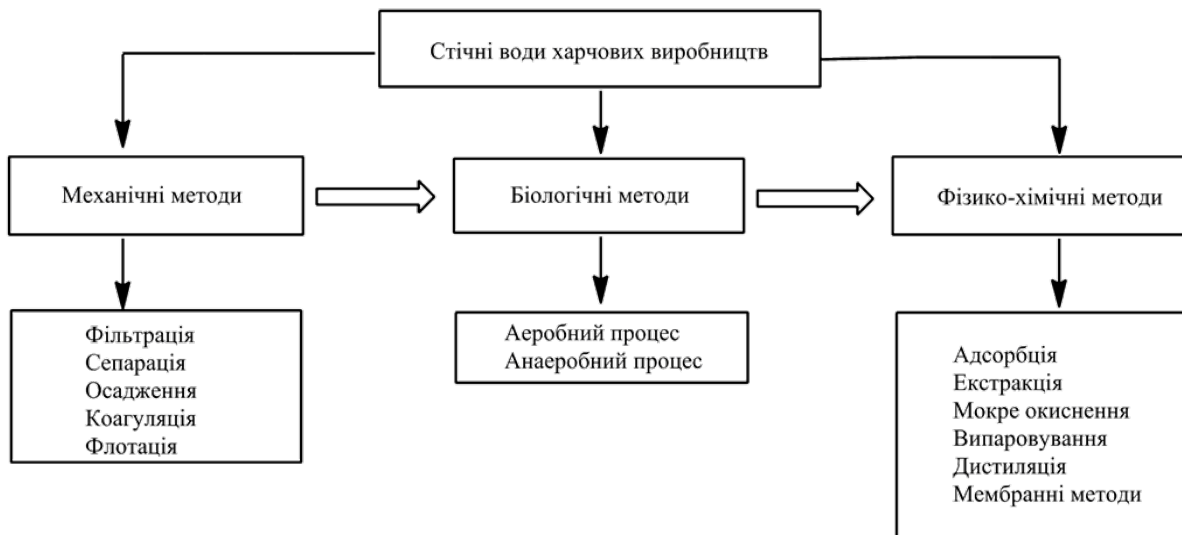 Стічні води харчових виробництв
Механічні методи
Біологічні методи
Фізико-хімічні методи
Фільтрація
Сепарація
Осадження
Коагуляція
Флотація
Аеробний процес
Анаеробний процес
Адсорбція
Екстракція
Мокре окиснення
Випаровування
Дистиляція
Мембранні методи